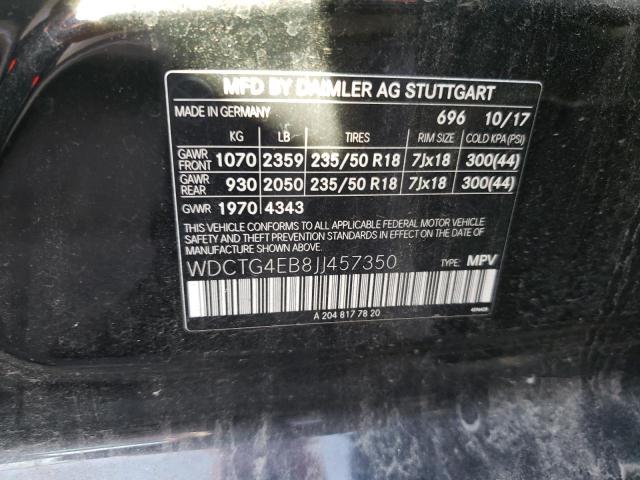 MFD BY DAIMLER AG STUTTGART
MADE IN GERMANY 696 10/17
KG LB TIRES RIM SIZE COLD KPA(PSI)
GAWR FRONT 1070 2359 235/50 R18 7Jx18 300(44)
GAWR REAR 930 2050 235/50 R18 7Jx18 300(44)
GVWR 1970 4343
THIS VEHICLE CONFORMS TO ALL APPLICABLE FEDERAL MOTOR VEHICLE
SAFETY STANDARDS IN EFFECT ON THE DATE OF MANUFACTURE
SHOWN ABOVE.
WDCTG4EB8JJ457350 TYPE: MPV
A 204 817 78 20